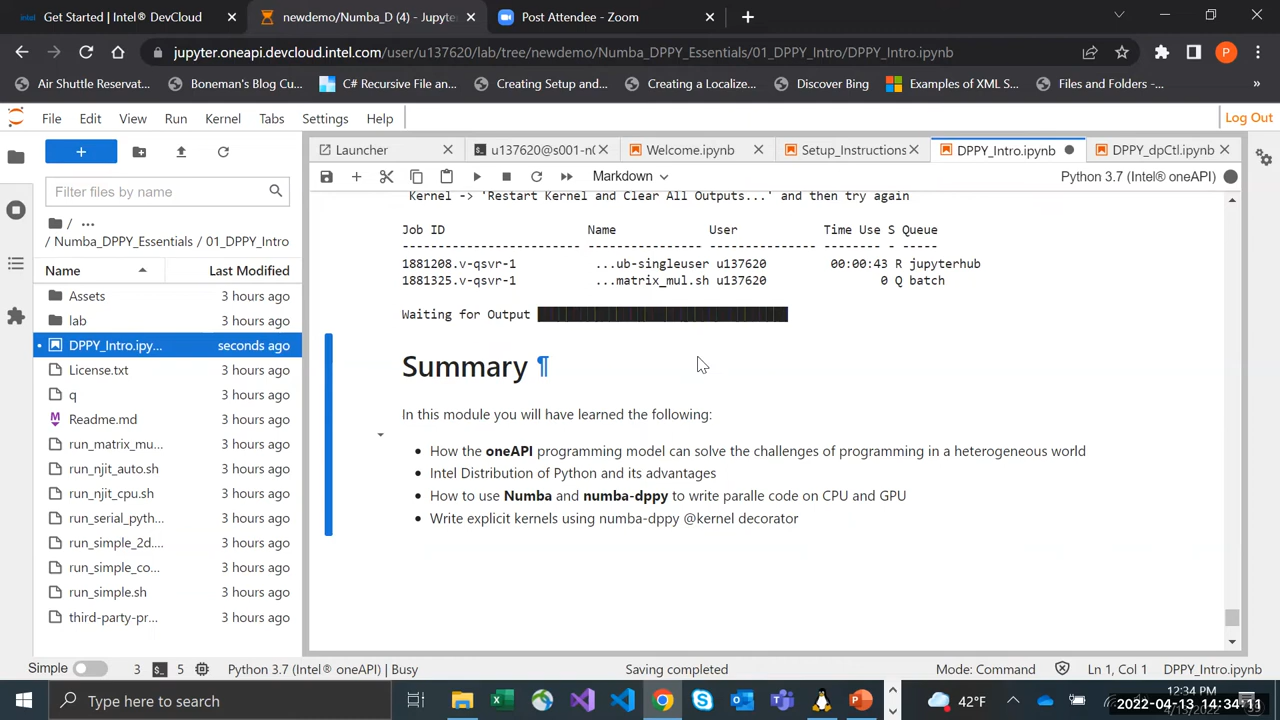 intel Get Started | Intel® DevCloud newdemo/Numba_D (4) - Jupyte Post Attendee - Zoom
jupyter.oneapi.devcloud.intel.com/user/u137620/lab/tree/newdemo/Numba_DPPY_Essentials/01_DPPY_Intro/DPPY_Intro.ipynb P
Air Shuttle Reservat... Boneman's Blog Cu... C# Recursive File an... Creating Setup and... Creating a Localize... Discover Bing Examples of XML S... Files and Folders -... »
File Edit View Run Kernel Tabs Settings Help Log Out
Launcher u137620@s001-n0 Welcome.ipynb Setup_Instructions DPPY_Intro.ipynb DPPY_dpCtl.ipynb
Markdown Python 3.7 (Intel® oneAPI)
Filter files by name
/ ...
/ Numba_DPPY_Essentials / 01_DPPY_Intro /
Name Last Modified
Assets 3 hours ago
lab 3 hours ago
DPPY_Intro.ipy... seconds ago
License.txt 3 hours ago
q 3 hours ago
Readme.md 3 hours ago
run_matrix_mu... 3 hours ago
run_njit_auto.sh 3 hours ago
run_njit_cpu.sh 3 hours ago
run_serial_pyth... 3 hours ago
run_simple_2d.... 3 hours ago
run_simple_co... 3 hours ago
run_simple.sh 3 hours ago
third-party-pr... 3 hours ago
Kernel -> 'Restart Kernel and Clear All Outputs...' and then try again
Job ID Name User Time Use S Queue
------------------------- ---------------- --------------- -------- - -----
1881208.v-qsvr-1 ...ub-singleuser u137620 00:00:43 R jupyterhub
1881325.v-qsvr-1 ...matrix_mul.sh u137620 0 Q batch
Waiting for Output
Summary ¶
In this module you will have learned the following:
• How the oneAPI programming model can solve the challenges of programming in a heterogeneous world
• Intel Distribution of Python and its advantages
• How to use Numba and numba-dppy to write paralle code on CPU and GPU
• Write explicit kernels using numba-dppy @kernel decorator
Simple 3 5 Python 3.7 (Intel® oneAPI) | Busy Saving completed Mode: Command Ln 1, Col 1 DPPY_Intro.ipynb
Type here to search 42°F 12:34 PM
2022-04-13 14:34:11